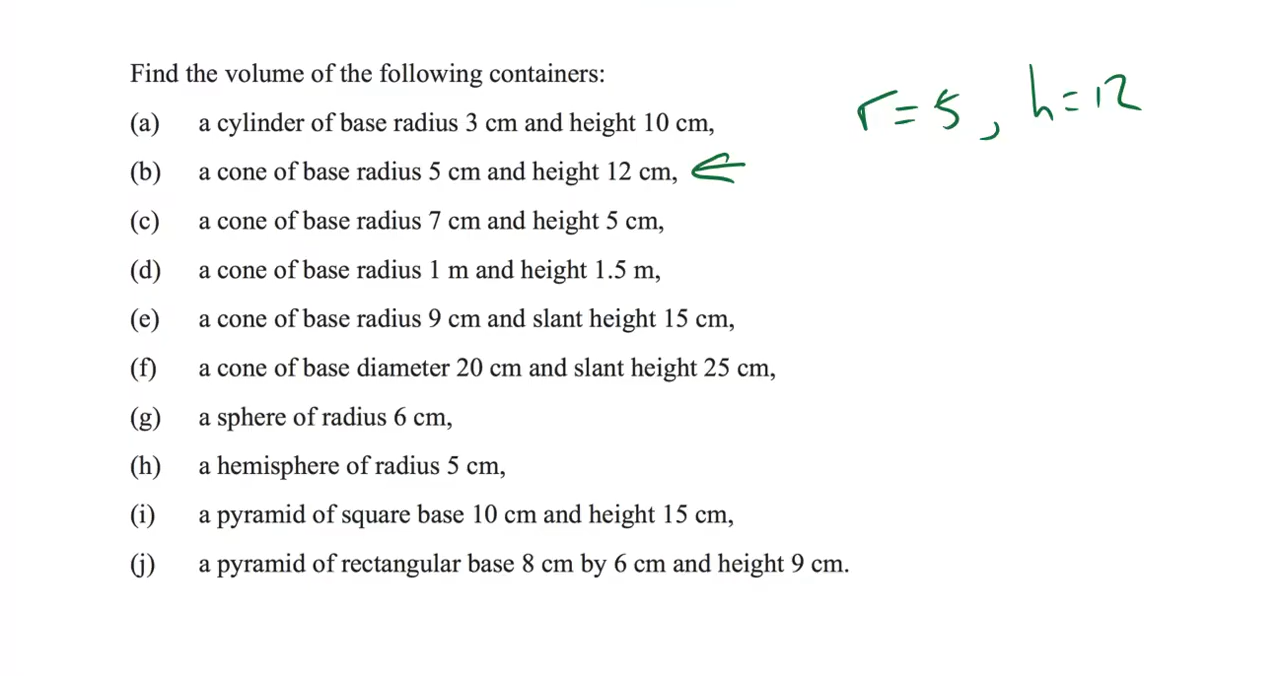 Find the volume of the following containers:
(a) a cylinder of base radius 3 cm and height 10 cm,
r = 5, h = 12
(b) a cone of base radius 5 cm and height 12 cm,
(c) a cone of base radius 7 cm and height 5 cm,
(d) a cone of base radius 1 m and height 1.5 m,
(e) a cone of base radius 9 cm and slant height 15 cm,
(f) a cone of base diameter 20 cm and slant height 25 cm,
(g) a sphere of radius 6 cm,
(h) a hemisphere of radius 5 cm,
(i) a pyramid of square base 10 cm and height 15 cm,
(j) a pyramid of rectangular base 8 cm by 6 cm and height 9 cm.